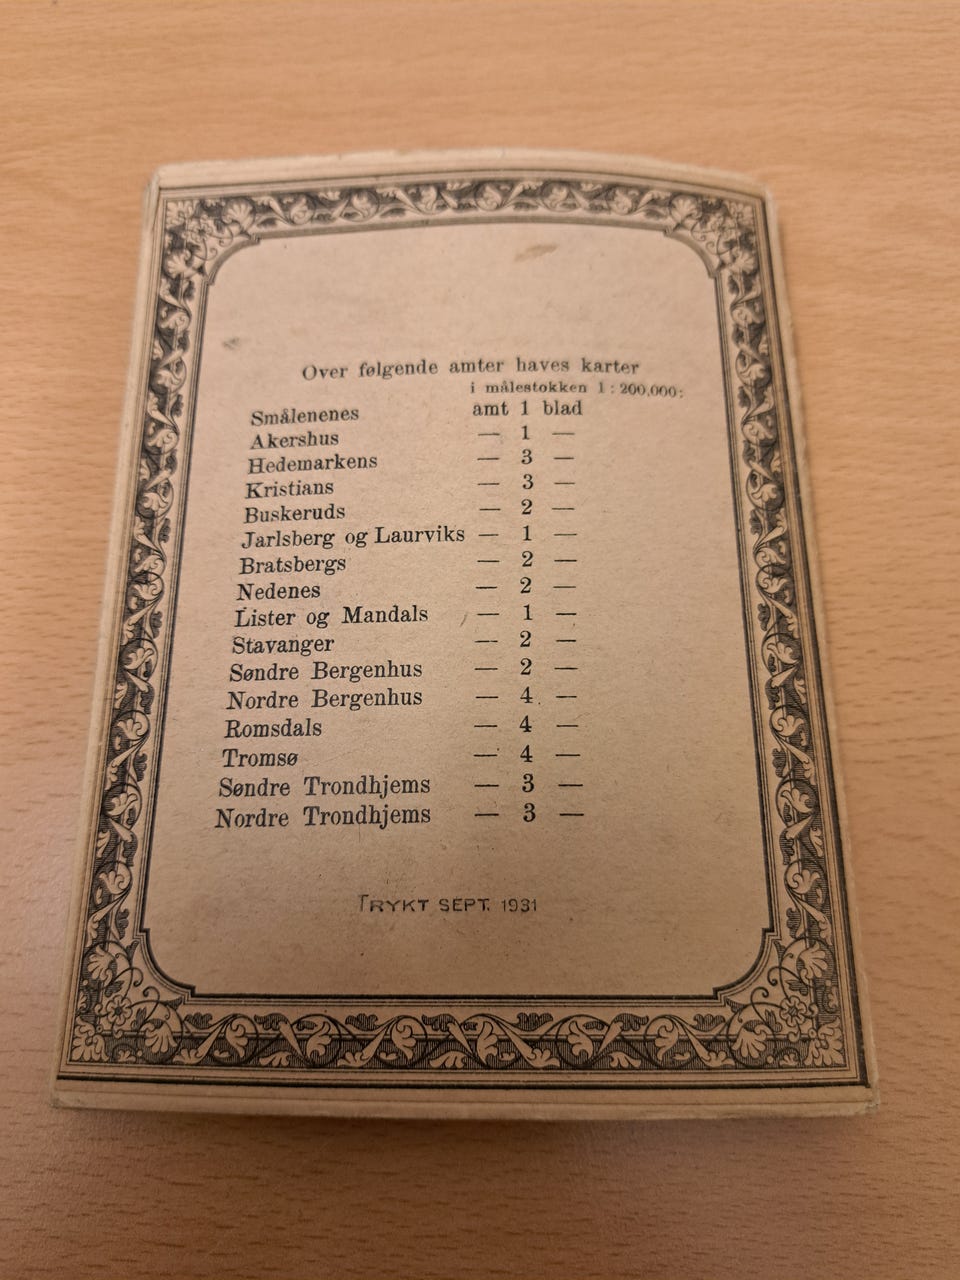 Over følgende amter haves karter
i målestokken 1 : 200,000:
Smålenenes amt 1 blad
Akershus — 1 —
Hedemarkens — 3 —
Kristians — 3 —
Buskeruds — 2 —
Jarlsberg og Laurviks — 1 —
Bratsbergs — 2 —
Nedenes — 2 —
Lister og Mandals — 1 —
Stavanger — 2 —
Søndre Bergenhus — 2 —
Nordre Bergenhus — 4 —
Romsdals — 4 —
Tromsø — 4 —
Søndre Trondhjems — 3 —
Nordre Trondhjems — 3 —
TRYKT SEPT. 1931